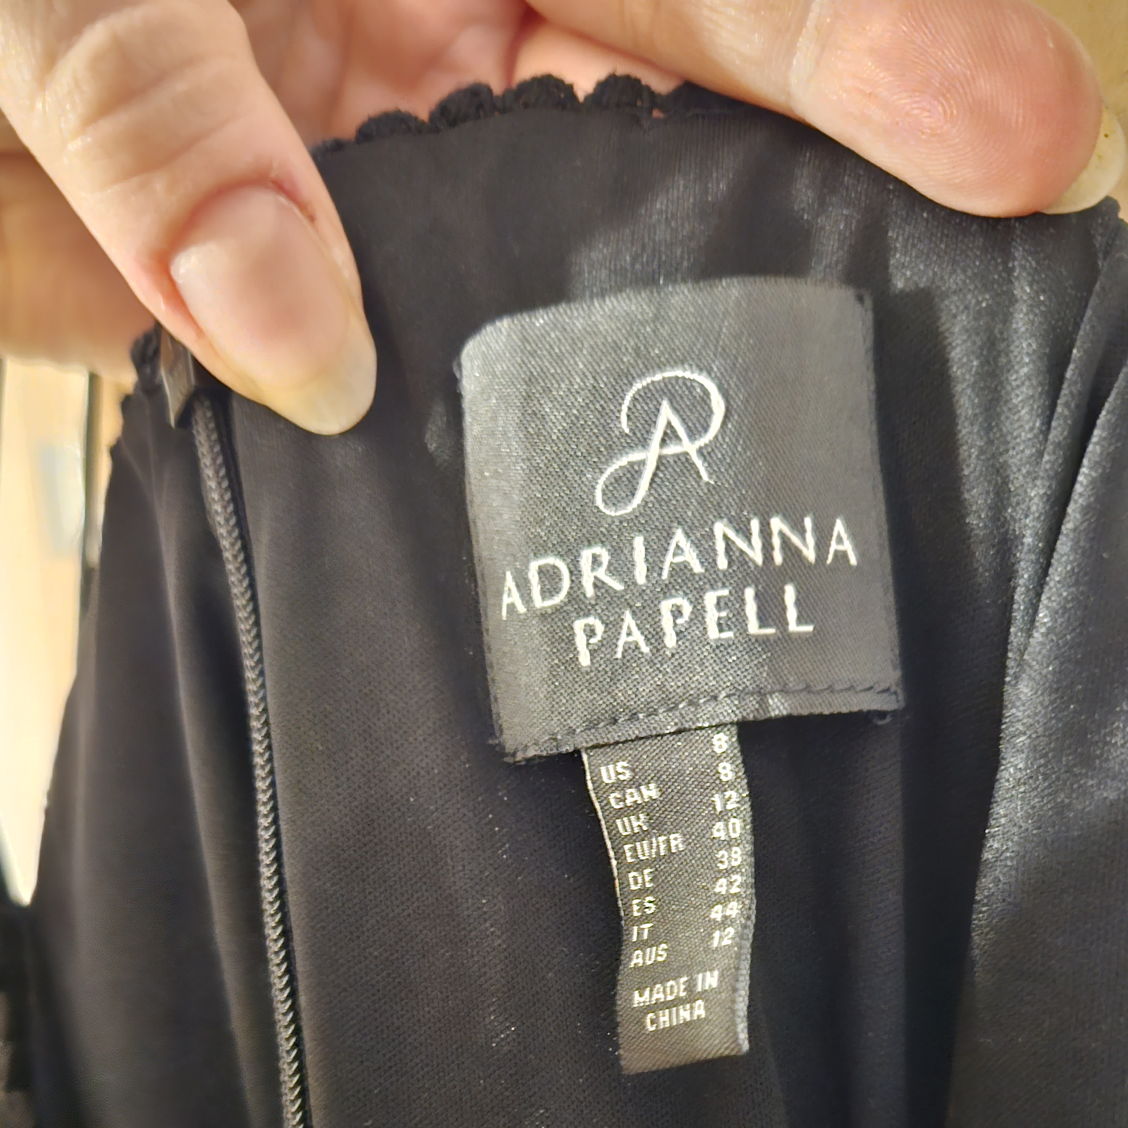 ADRIANNA
PAPELL
US 8
CAN 8
UK 12
EU/FR 40
DE 38
ES 42
IT 44
AUS 12
MADE IN
CHINA